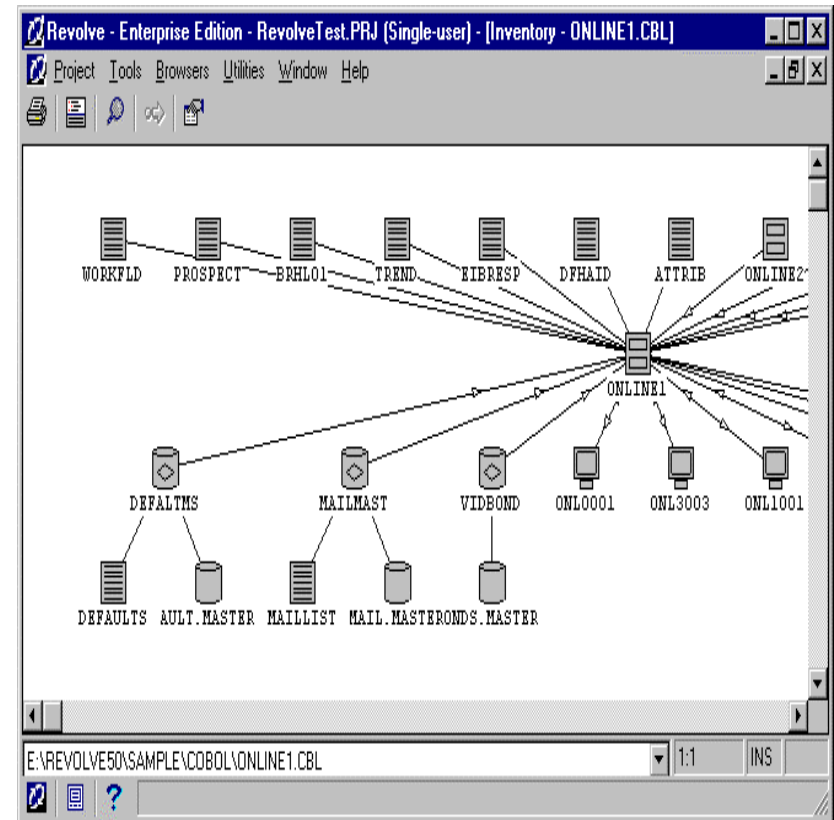 Revolve - Enterprise Edition - RevolveTest.PRJ (Single-user) - [Inventory - ONLINE1.CBL]
Project Tools Browsers Utilities Window Help
WORKFLD PROSPECT BRHL01 TREND EIBRESP DFHAID ATTRIB ONLINE2
ONLINE1
DEFALTMS MAILMAST VIDBOND ONL0001 ONL3003 ONL1001
DEFAULTS AULT.MASTER MAILLIST MAIL.MASTERONDS.MASTER
E:\REVOLVE50\SAMPLE\COBOL\ONLINE1.CBL 1:1 INS